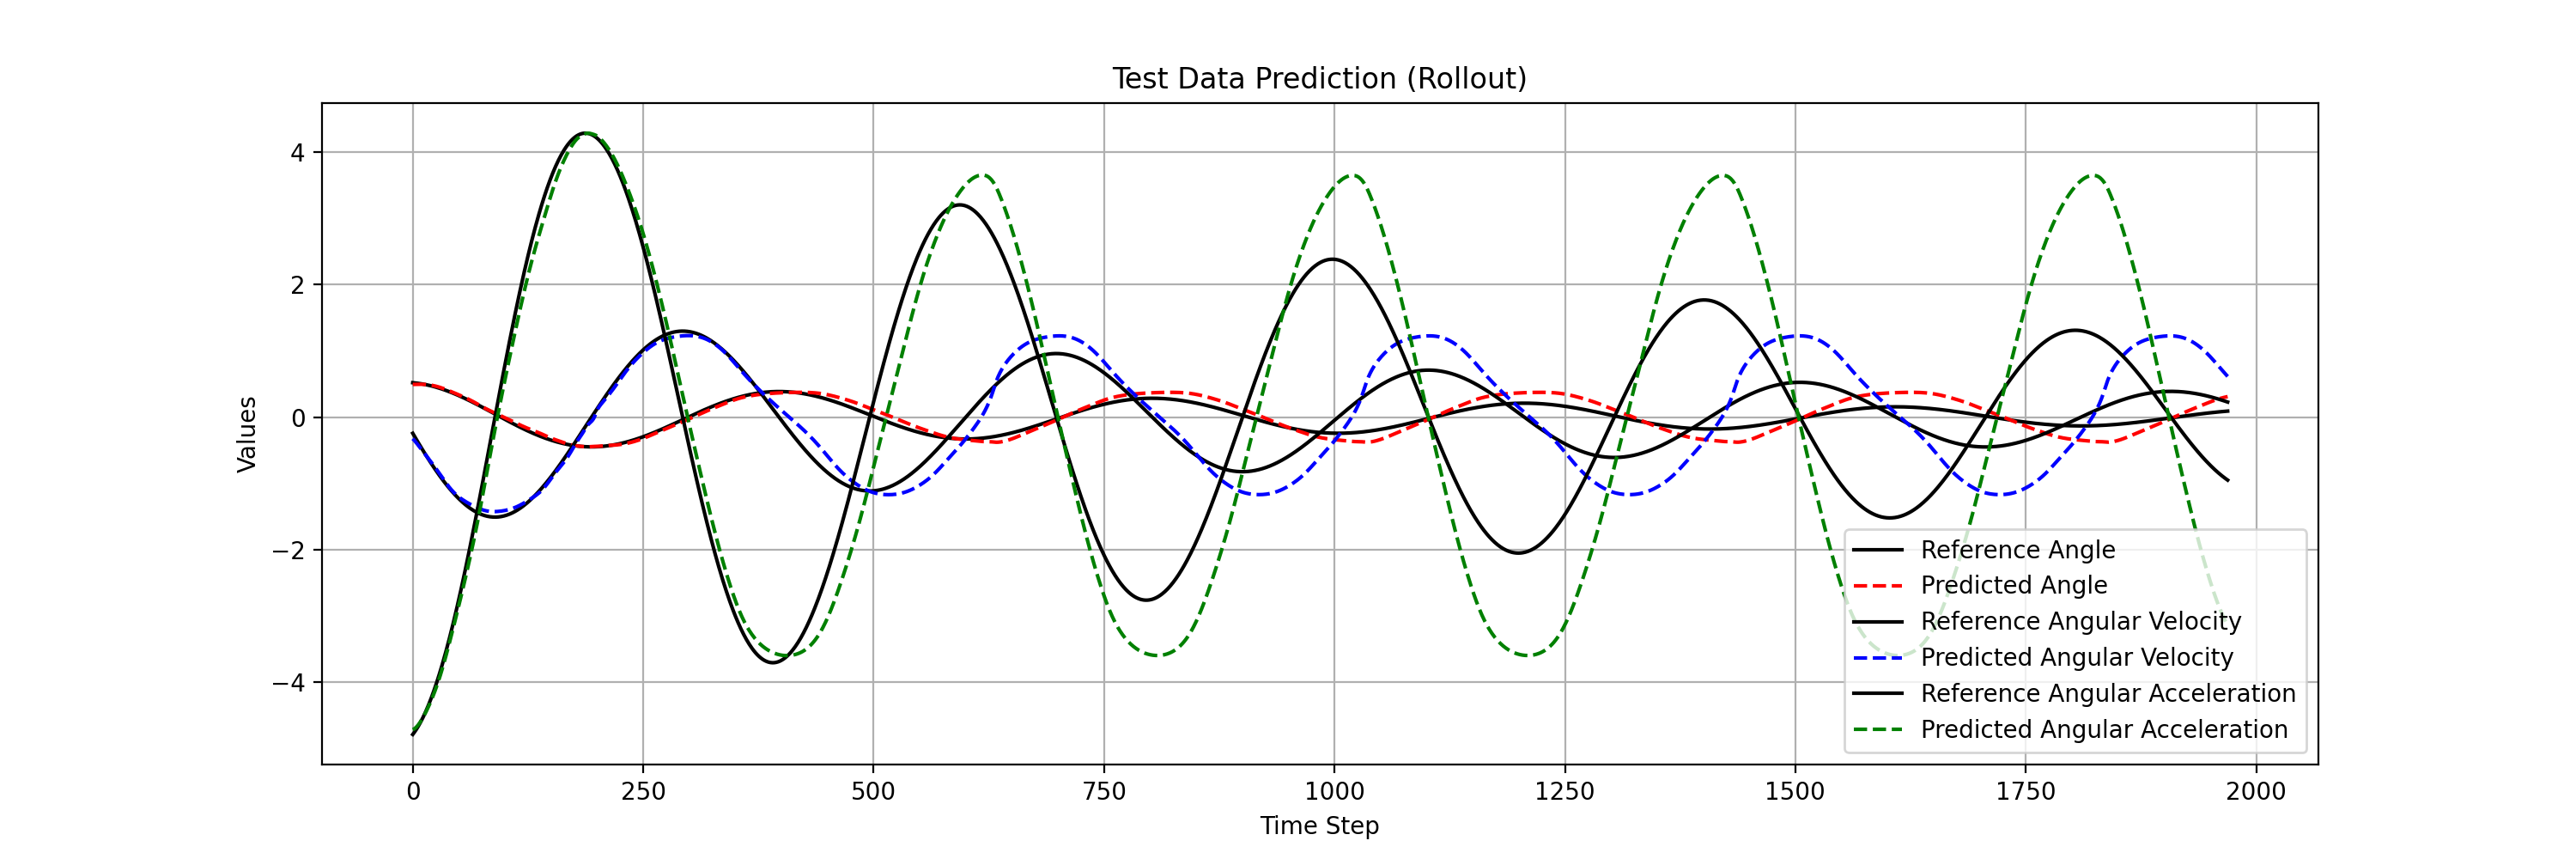 Test Data Prediction (Rollout)
Values
4
2
0
−2
−4
Reference Angle
Predicted Angle
Reference Angular Velocity
Predicted Angular Velocity
Reference Angular Acceleration
Predicted Angular Acceleration
0 250 500 750 1000 1250 1500 1750 2000
Time Step